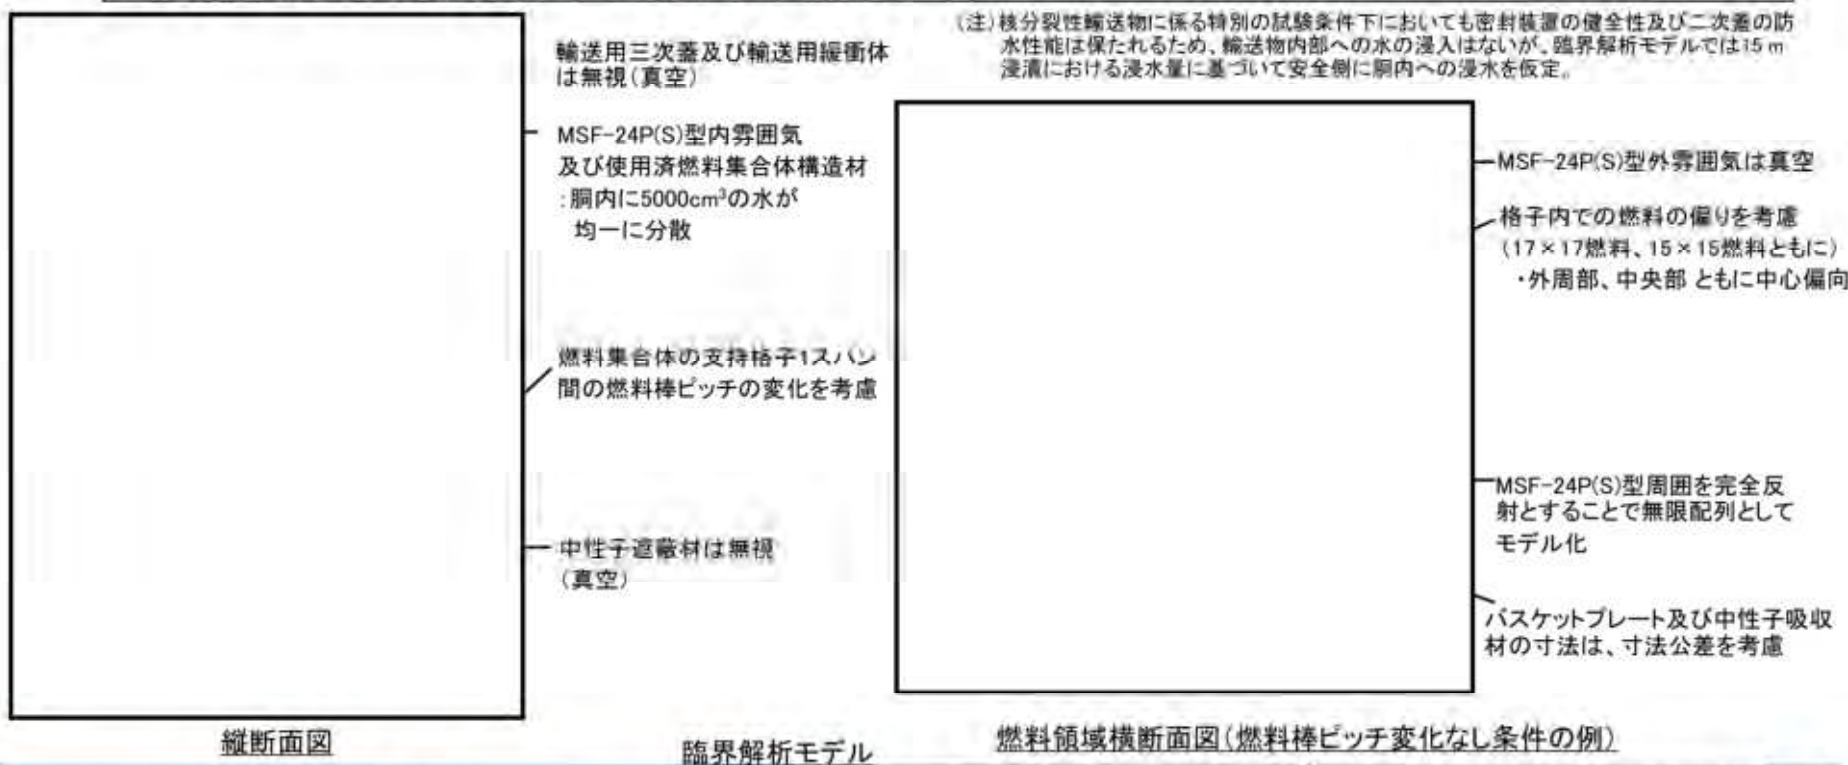 (注)核分裂性輸送物に係る特別の試験条件下においても密封装置の健全性及び二次蓋の防
水性能は保たれるため、輸送物内部への水の浸入はないが、臨界解析モデルでは15 m
浸漬における浸水量に基づいて安全側に胴内への浸水を仮定。
輸送用三次蓋及び輸送用緩衝体
は無視(真空)
MSF-24P(S)型内雰囲気
及び使用済燃料集合体構造材
:胴内に5000cm³の水が
均一に分散
燃料集合体の支持格子1スパン
間の燃料棒ピッチの変化を考慮
中性子遮蔽材は無視
(真空)
縦断面図
MSF-24P(S)型外雰囲気は真空
格子内での燃料の偏りを考慮
(17×17燃料、15×15燃料ともに)
・外周部、中央部 ともに中心偏向
MSF-24P(S)型周囲を完全反
射とすることで無限配列として
モデル化
バスケットプレート及び中性子吸収
材の寸法は、寸法公差を考慮
燃料領域横断面図(燃料棒ピッチ変化なし条件の例)
臨界解析モデル